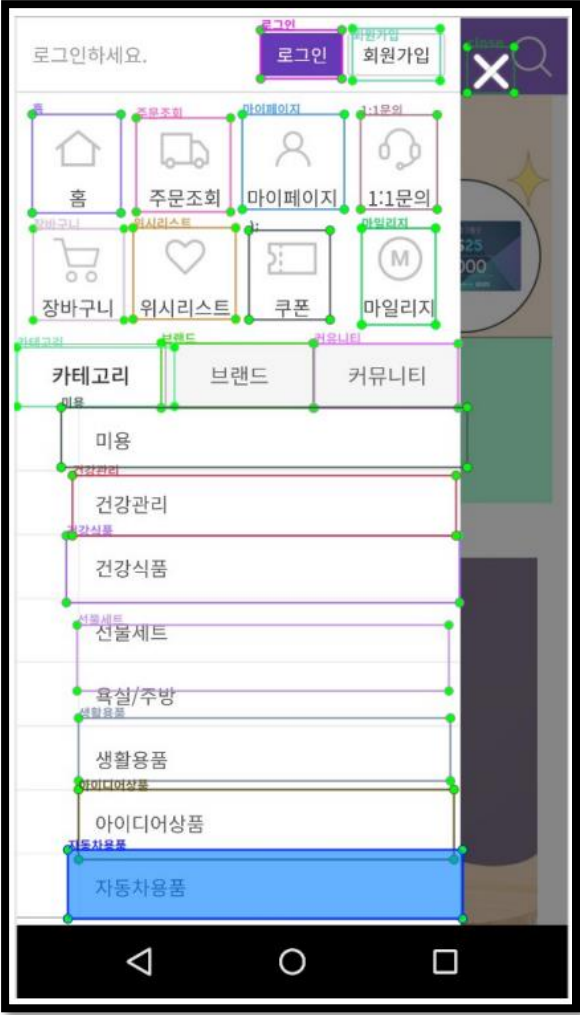 로그인 회원가입 close
로그인하세요. 로그인 회원가입
홈 주문조회 마이페이지 1:1문의
홈 주문조회 마이페이지 1:1문의
장바구니 위시리스트 마일리지
$25
000
M
장바구니 위시리스트 쿠폰 마일리지
카테고리 브랜드 커뮤니티
카테고리 브랜드 커뮤니티
미용
미용
건강관리
건강관리
건강식품
건강식품
선물세트
선물세트
욕실/주방
생활용품
생활용품
아이디어상품
아이디어상품
자동차용품
자동차용품